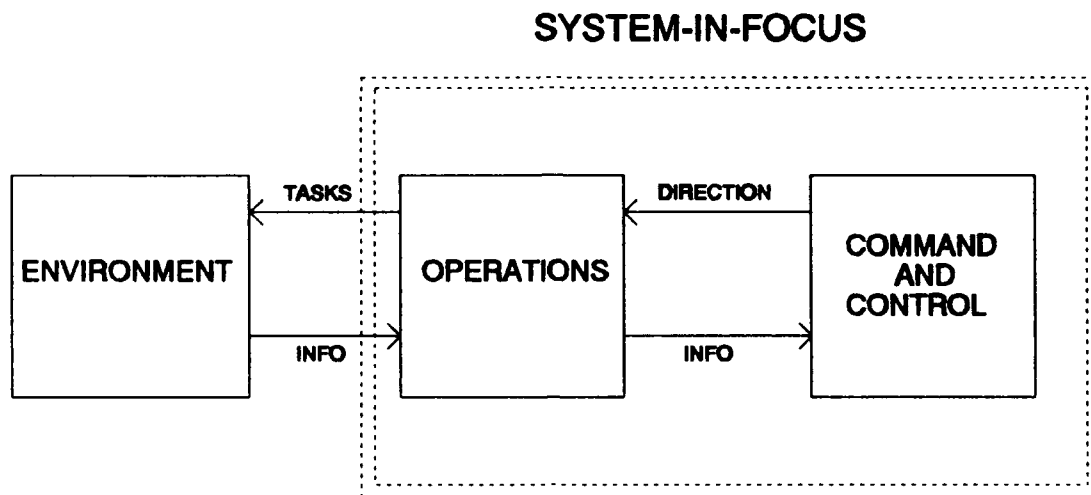 SYSTEM-IN-FOCUS
TASKS
DIRECTION
ENVIRONMENT
OPERATIONS
COMMAND
AND
CONTROL
INFO
INFO